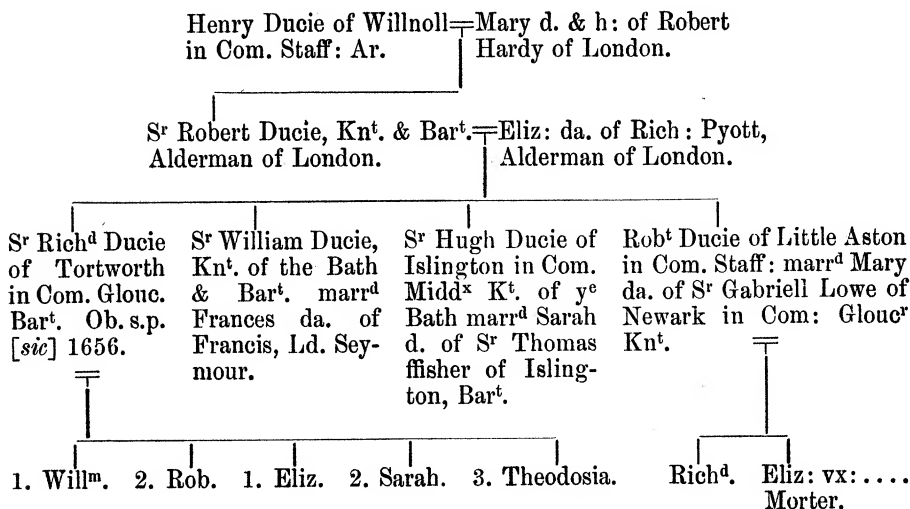 Henry Ducie of Willnoll
in Com. Staff: Ar.
Mary d. & h: of Robert
Hardy of London.
Sʳ Robert Ducie, Knᵗ. & Barᵗ.
Alderman of London.
Eliz: da. of Rich: Pyott,
Alderman of London.
Sʳ Richᵈ Ducie
of Tortworth
in Com. Glouc.
Barᵗ. Ob. s.p.
[sic] 1656.
Sʳ William Ducie,
Knᵗ. of the Bath
& Barᵗ. marrᵈ
Frances da. of
Francis, Ld. Sey-
mour.
Sʳ Hugh Ducie of
Islington in Com.
Middˣ Kᵗ. of yᵉ
Bath marrᵈ Sarah
d. of Sʳ Thomas
ffisher of Isling-
ton, Barᵗ.
Robᵗ Ducie of Little Aston
in Com. Staff: marrᵈ Mary
da. of Sʳ Gabriell Lowe of
Newark in Com: Gloucʳ
Knᵗ.
1. Willᵐ. 2. Rob. 1. Eliz. 2. Sarah. 3. Theodosia.
Richᵈ. Eliz: vx: ....
Morter.